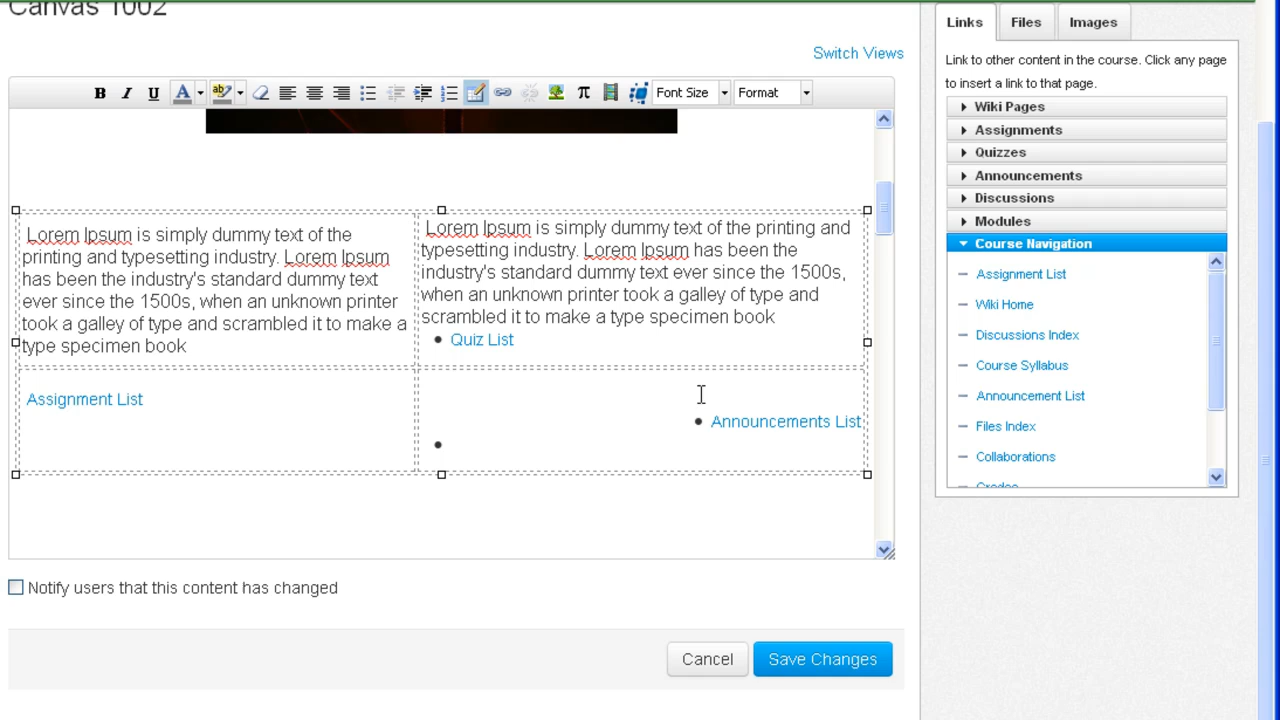 Canvas 1002
Switch Views
B I U A ab Font Size Format
Lorem Ipsum is simply dummy text of the
printing and typesetting industry. Lorem Ipsum
has been the industry's standard dummy text
ever since the 1500s, when an unknown printer
took a galley of type and scrambled it to make a
type specimen book
Lorem Ipsum is simply dummy text of the printing and
typesetting industry. Lorem Ipsum has been the
industry's standard dummy text ever since the 1500s,
when an unknown printer took a galley of type and
scrambled it to make a type specimen book
Quiz List
Assignment List
Announcements List
Notify users that this content has changed
Cancel
Save Changes
Links Files Images
Link to other content in the course. Click any page
to insert a link to that page.
Wiki Pages
Assignments
Quizzes
Announcements
Discussions
Modules
Course Navigation
Assignment List
Wiki Home
Discussions Index
Course Syllabus
Announcement List
Files Index
Collaborations
Grades